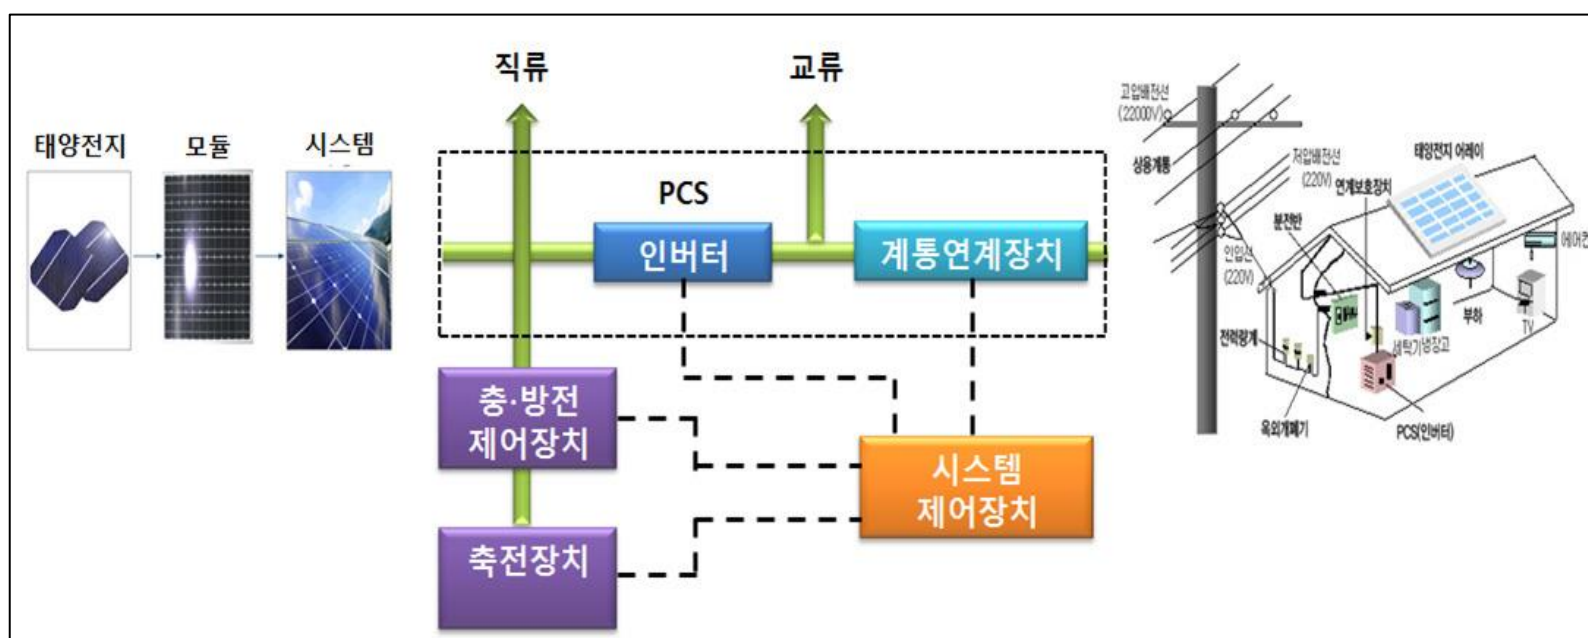 태양전지
모듈
시스템
직류
교류
PCS
인버터
계통연계장치
충·방전
제어장치
축전장치
시스템
제어장치
고압배전선
(22000V)
상용계통
저압배전선
(220V)
인입선
(220V)
태양전지 어레이
연계보호장치
분전반
에어컨
부하
TV
세탁기
냉장고
전력량계
옥외개폐기
PCS(인버터)